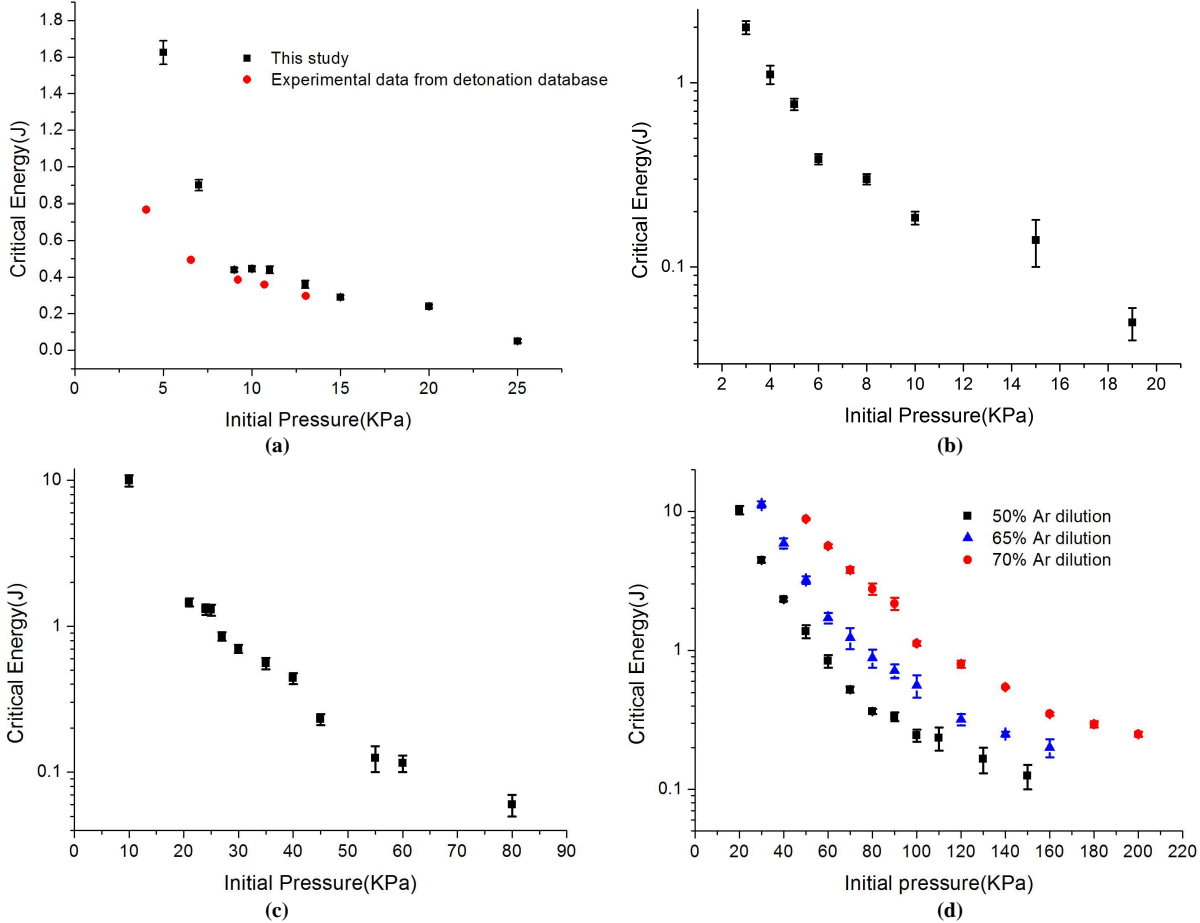 1.8
1.6
1.4
1.2
1.0
0.8
0.6
0.4
0.2
0.0
Critical Energy(J)
This study
Experimental data from detonation database
0 5 10 15 20 25
Initial Pressure(KPa)
(a)
1
0.1
Critical Energy(J)
2 4 6 8 10 12 14 16 18 20
Initial Pressure(KPa)
(b)
10
1
0.1
Critical Energy(J)
0 10 20 30 40 50 60 70 80 90
Initial Pressure(KPa)
(c)
10
1
0.1
Critical Energy(J)
50% Ar dilution
65% Ar dilution
70% Ar dilution
0 20 40 60 80 100 120 140 160 180 200 220
Initial pressure(KPa)
(d)